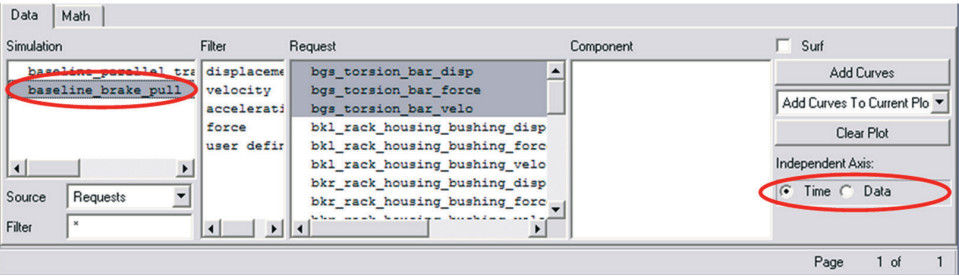 Data Math
Simulation Filter Request Component Surf
baseline_parallel_tra displaceme bgs_torsion_bar_disp Add Curves
baseline_brake_pull velocity bgs_torsion_bar_force
accelerati bgs_torsion_bar_velo Add Curves To Current Plo
force bkl_rack_housing_bushing_disp
user defin bkl_rack_housing_bushing_forc Clear Plot
bkl_rack_housing_bushing_velo
Independent Axis:
bkr_rack_housing_bushing_disp
Source Requests bkr_rack_housing_bushing_forc Time Data
bkr_rack_housing_bushing_velo
Filter *
Page 1 of 1